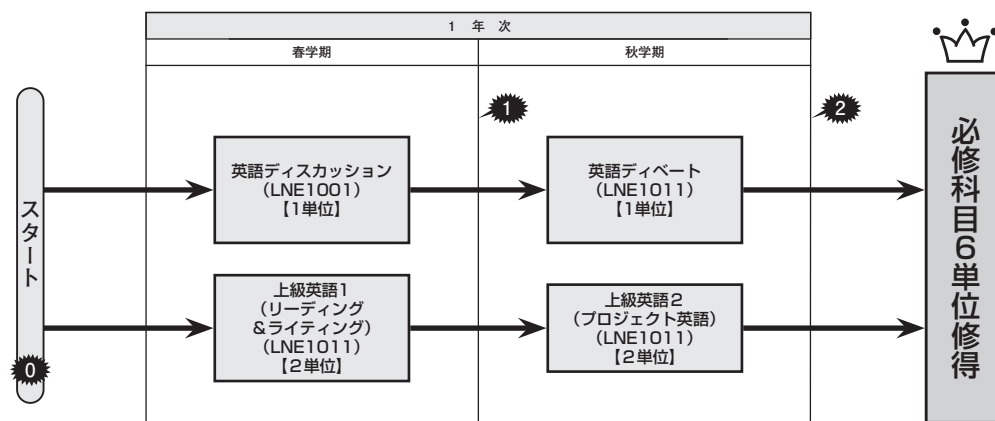 1 年 次
春学期
秋学期
1
2
スタート
0
英語ディスカッション
(LNE1001)
【1単位】
英語ディベート
(LNE1011)
【1単位】
上級英語1
(リーディング
&ライティング)
(LNE1011)
【2単位】
上級英語2
(プロジェクト英語)
(LNE1011)
【2単位】
必修科目6単位修得